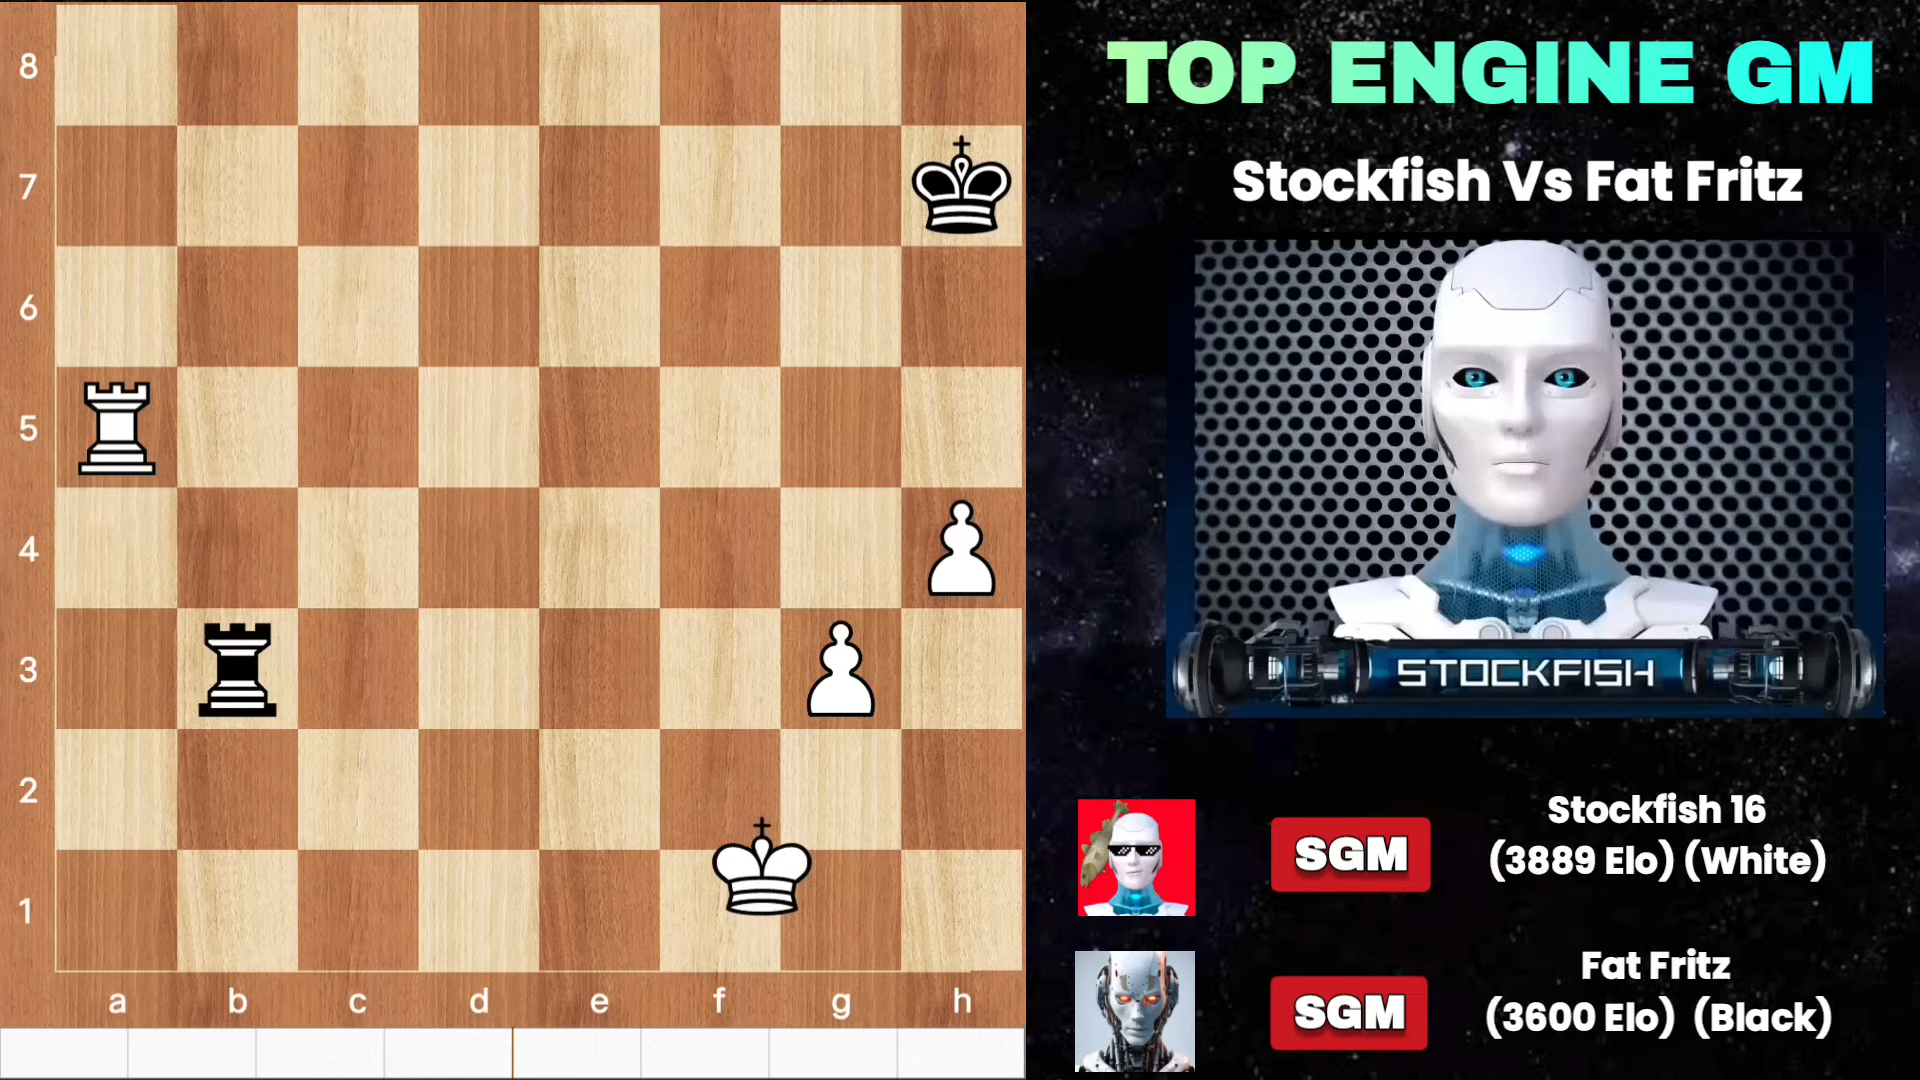 TOP ENGINE GM
Stockfish Vs Fat Fritz
8
7
6
5
4
3
2
1
a b c d e f g h
STOCKFISH
SGM
Stockfish 16
(3889 Elo) (White)
SGM
Fat Fritz
(3600 Elo) (Black)